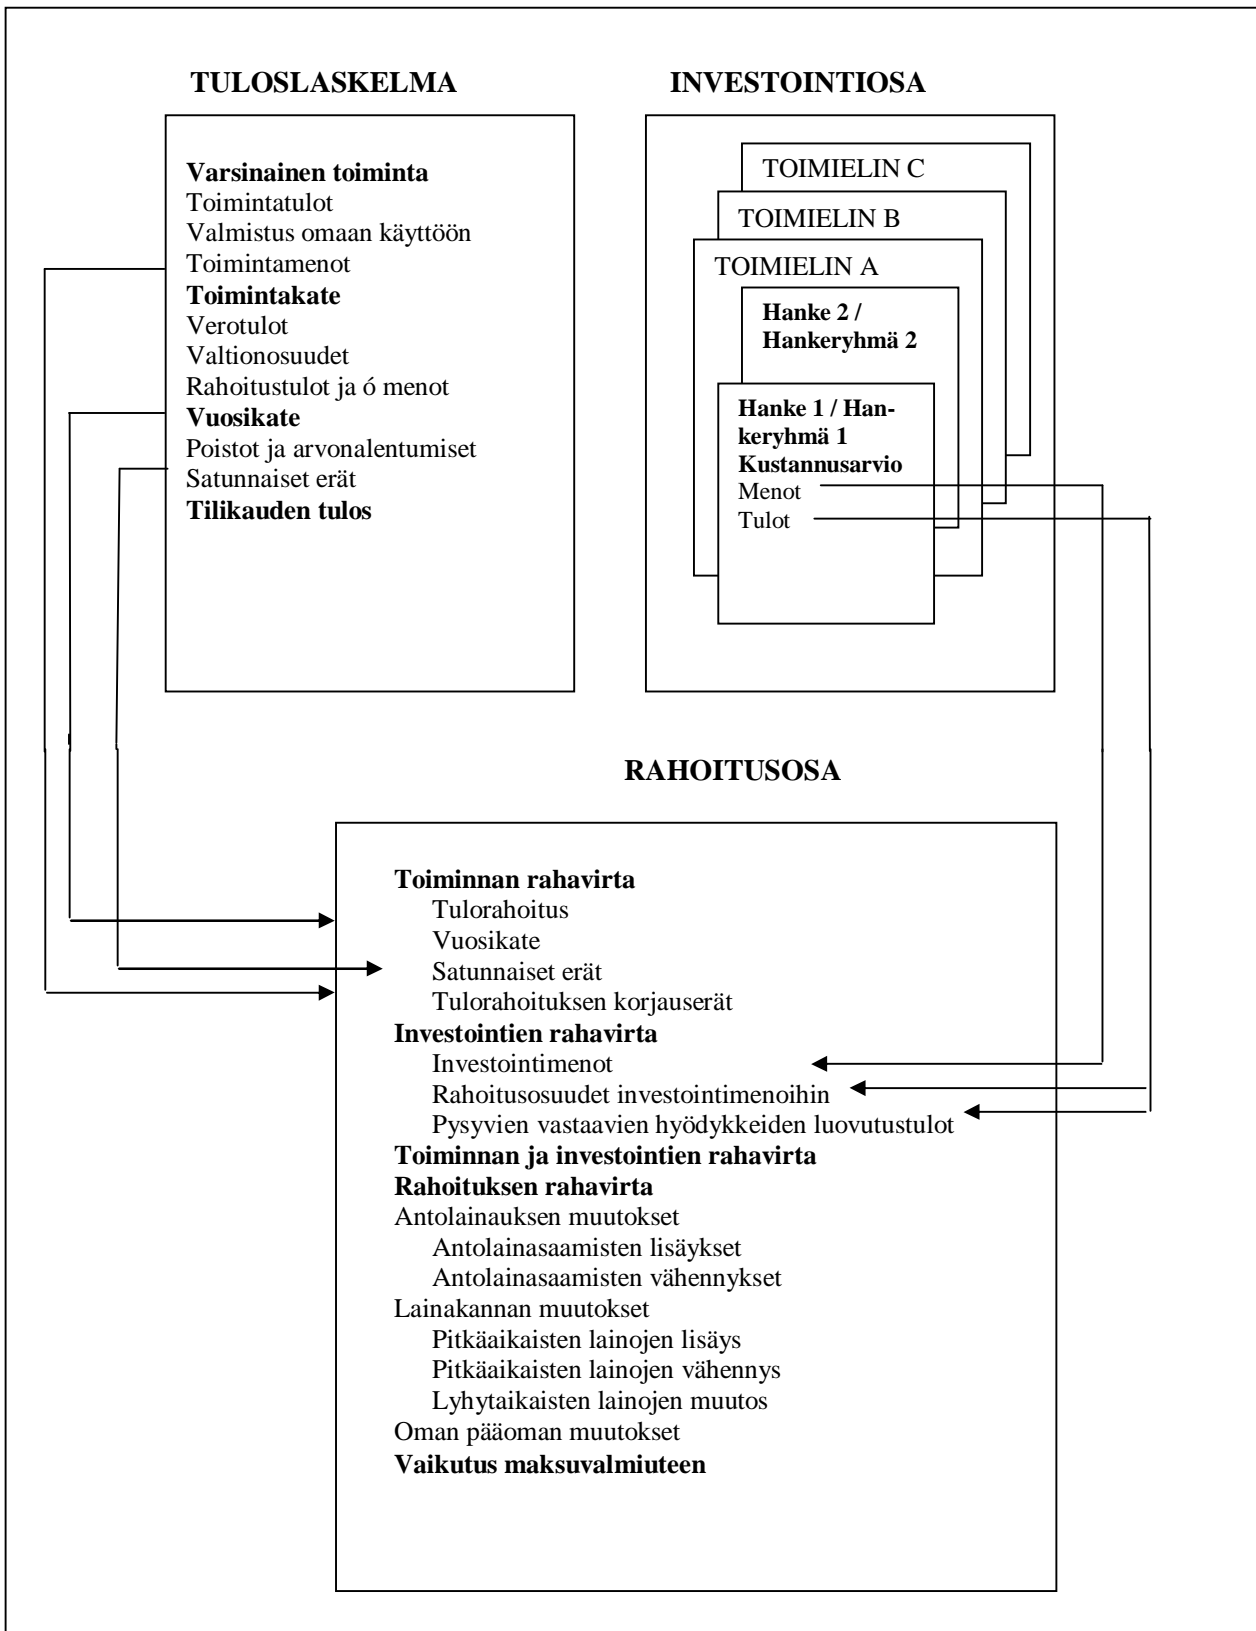 TULOSLASKELMA
Varsinainen toiminta
Toimintatulot
Valmistus omaan käyttöön
Toimintamenot
Toimintakate
Verotulot
Valtionosuudet
Rahoitustulot ja ó menot
Vuosikate
Poistot ja arvonalentumiset
Satunnaiset erät
Tilikauden tulos
INVESTOINTIOSA
TOIMIELIN C
TOIMIELIN B
TOIMIELIN A
Hanke 2 /
Hankeryhmä 2
Hanke 1 / Han-
keryhmä 1
Kustannusarvio
Menot
Tulot
RAHOITUSOSA
Toiminnan rahavirta
Tulorahoitus
Vuosikate
Satunnaiset erät
Tulorahoituksen korjauserät
Investointien rahavirta
Investointimenot
Rahoitusosuudet investointimenoihin
Pysyvien vastaavien hyödykkeiden luovutustulot
Toiminnan ja investointien rahavirta
Rahoituksen rahavirta
Antolainauksen muutokset
Antolainasaamisten lisäykset
Antolainasaamisten vähennykset
Lainakannan muutokset
Pitkäaikaisten lainojen lisäys
Pitkäaikaisten lainojen vähennys
Lyhytaikaisten lainojen muutos
Oman pääoman muutokset
Vaikutus maksuvalmiuteen